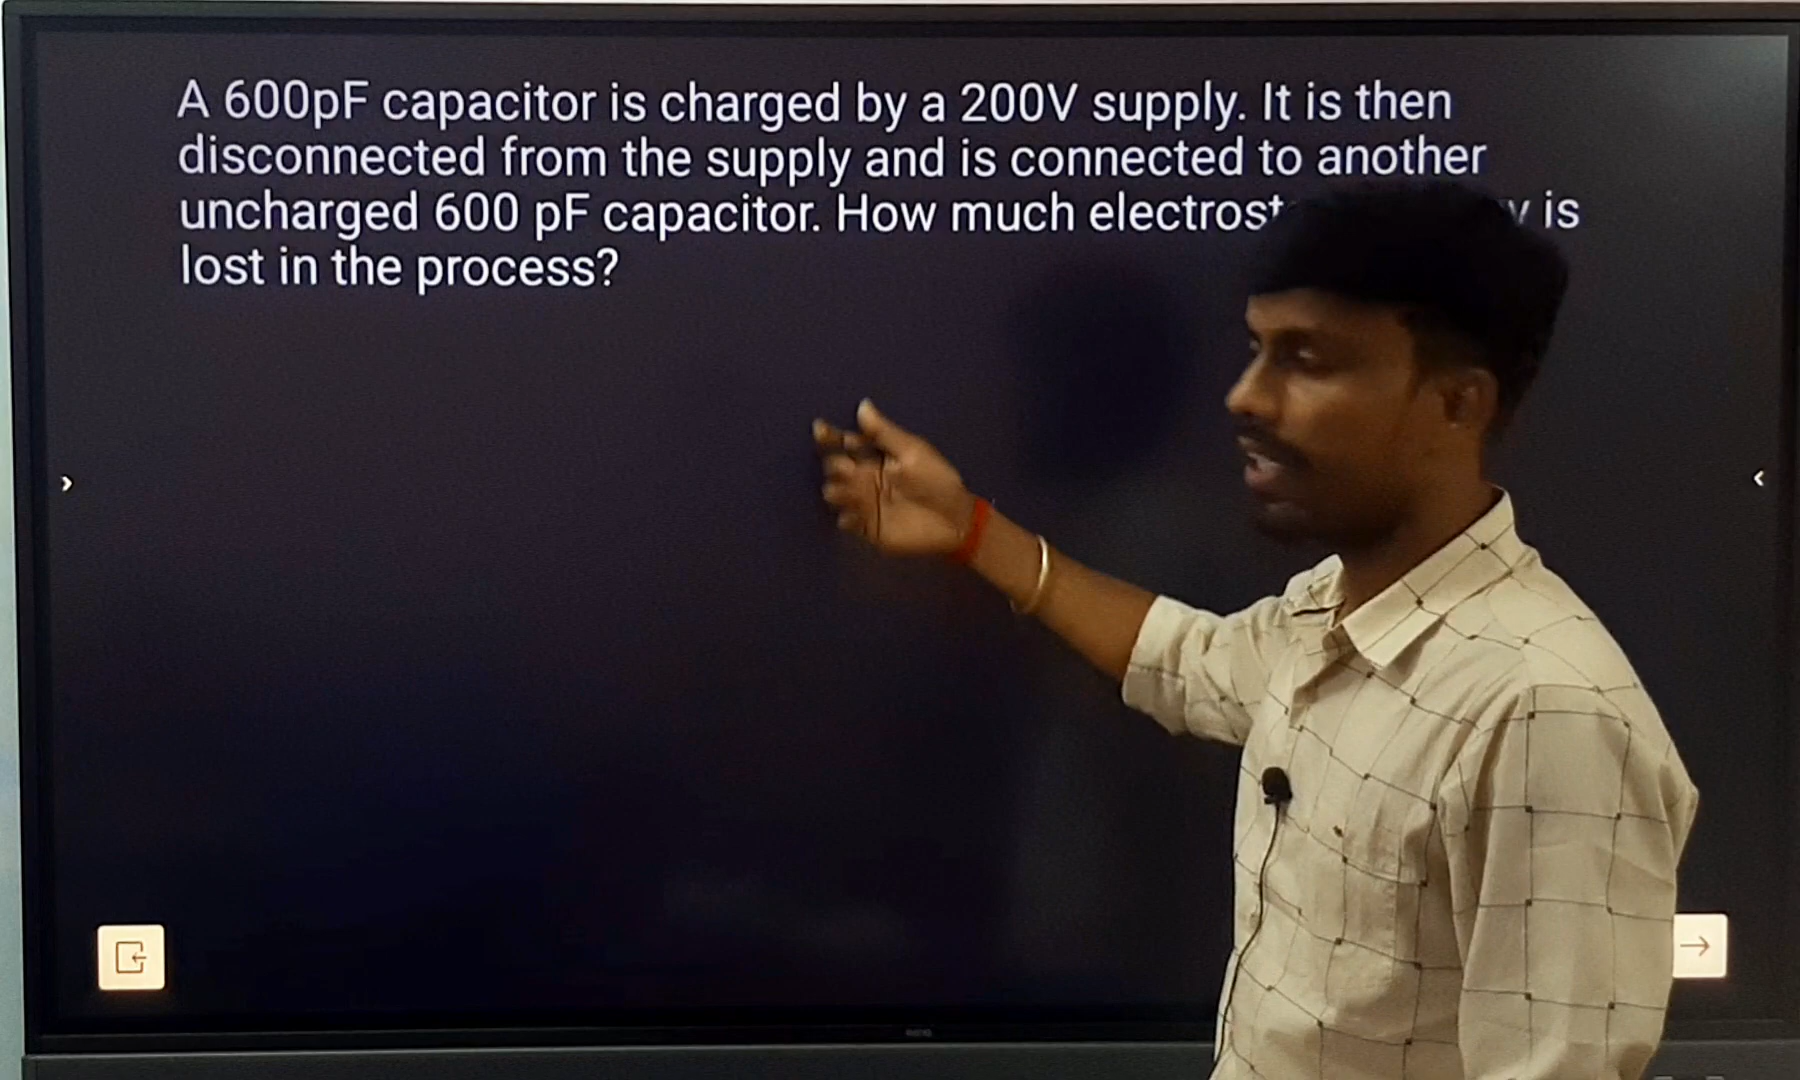 A 600pF capacitor is charged by a 200V supply. It is then
disconnected from the supply and is connected to another
uncharged 600 pF capacitor. How much is
lost in the process?